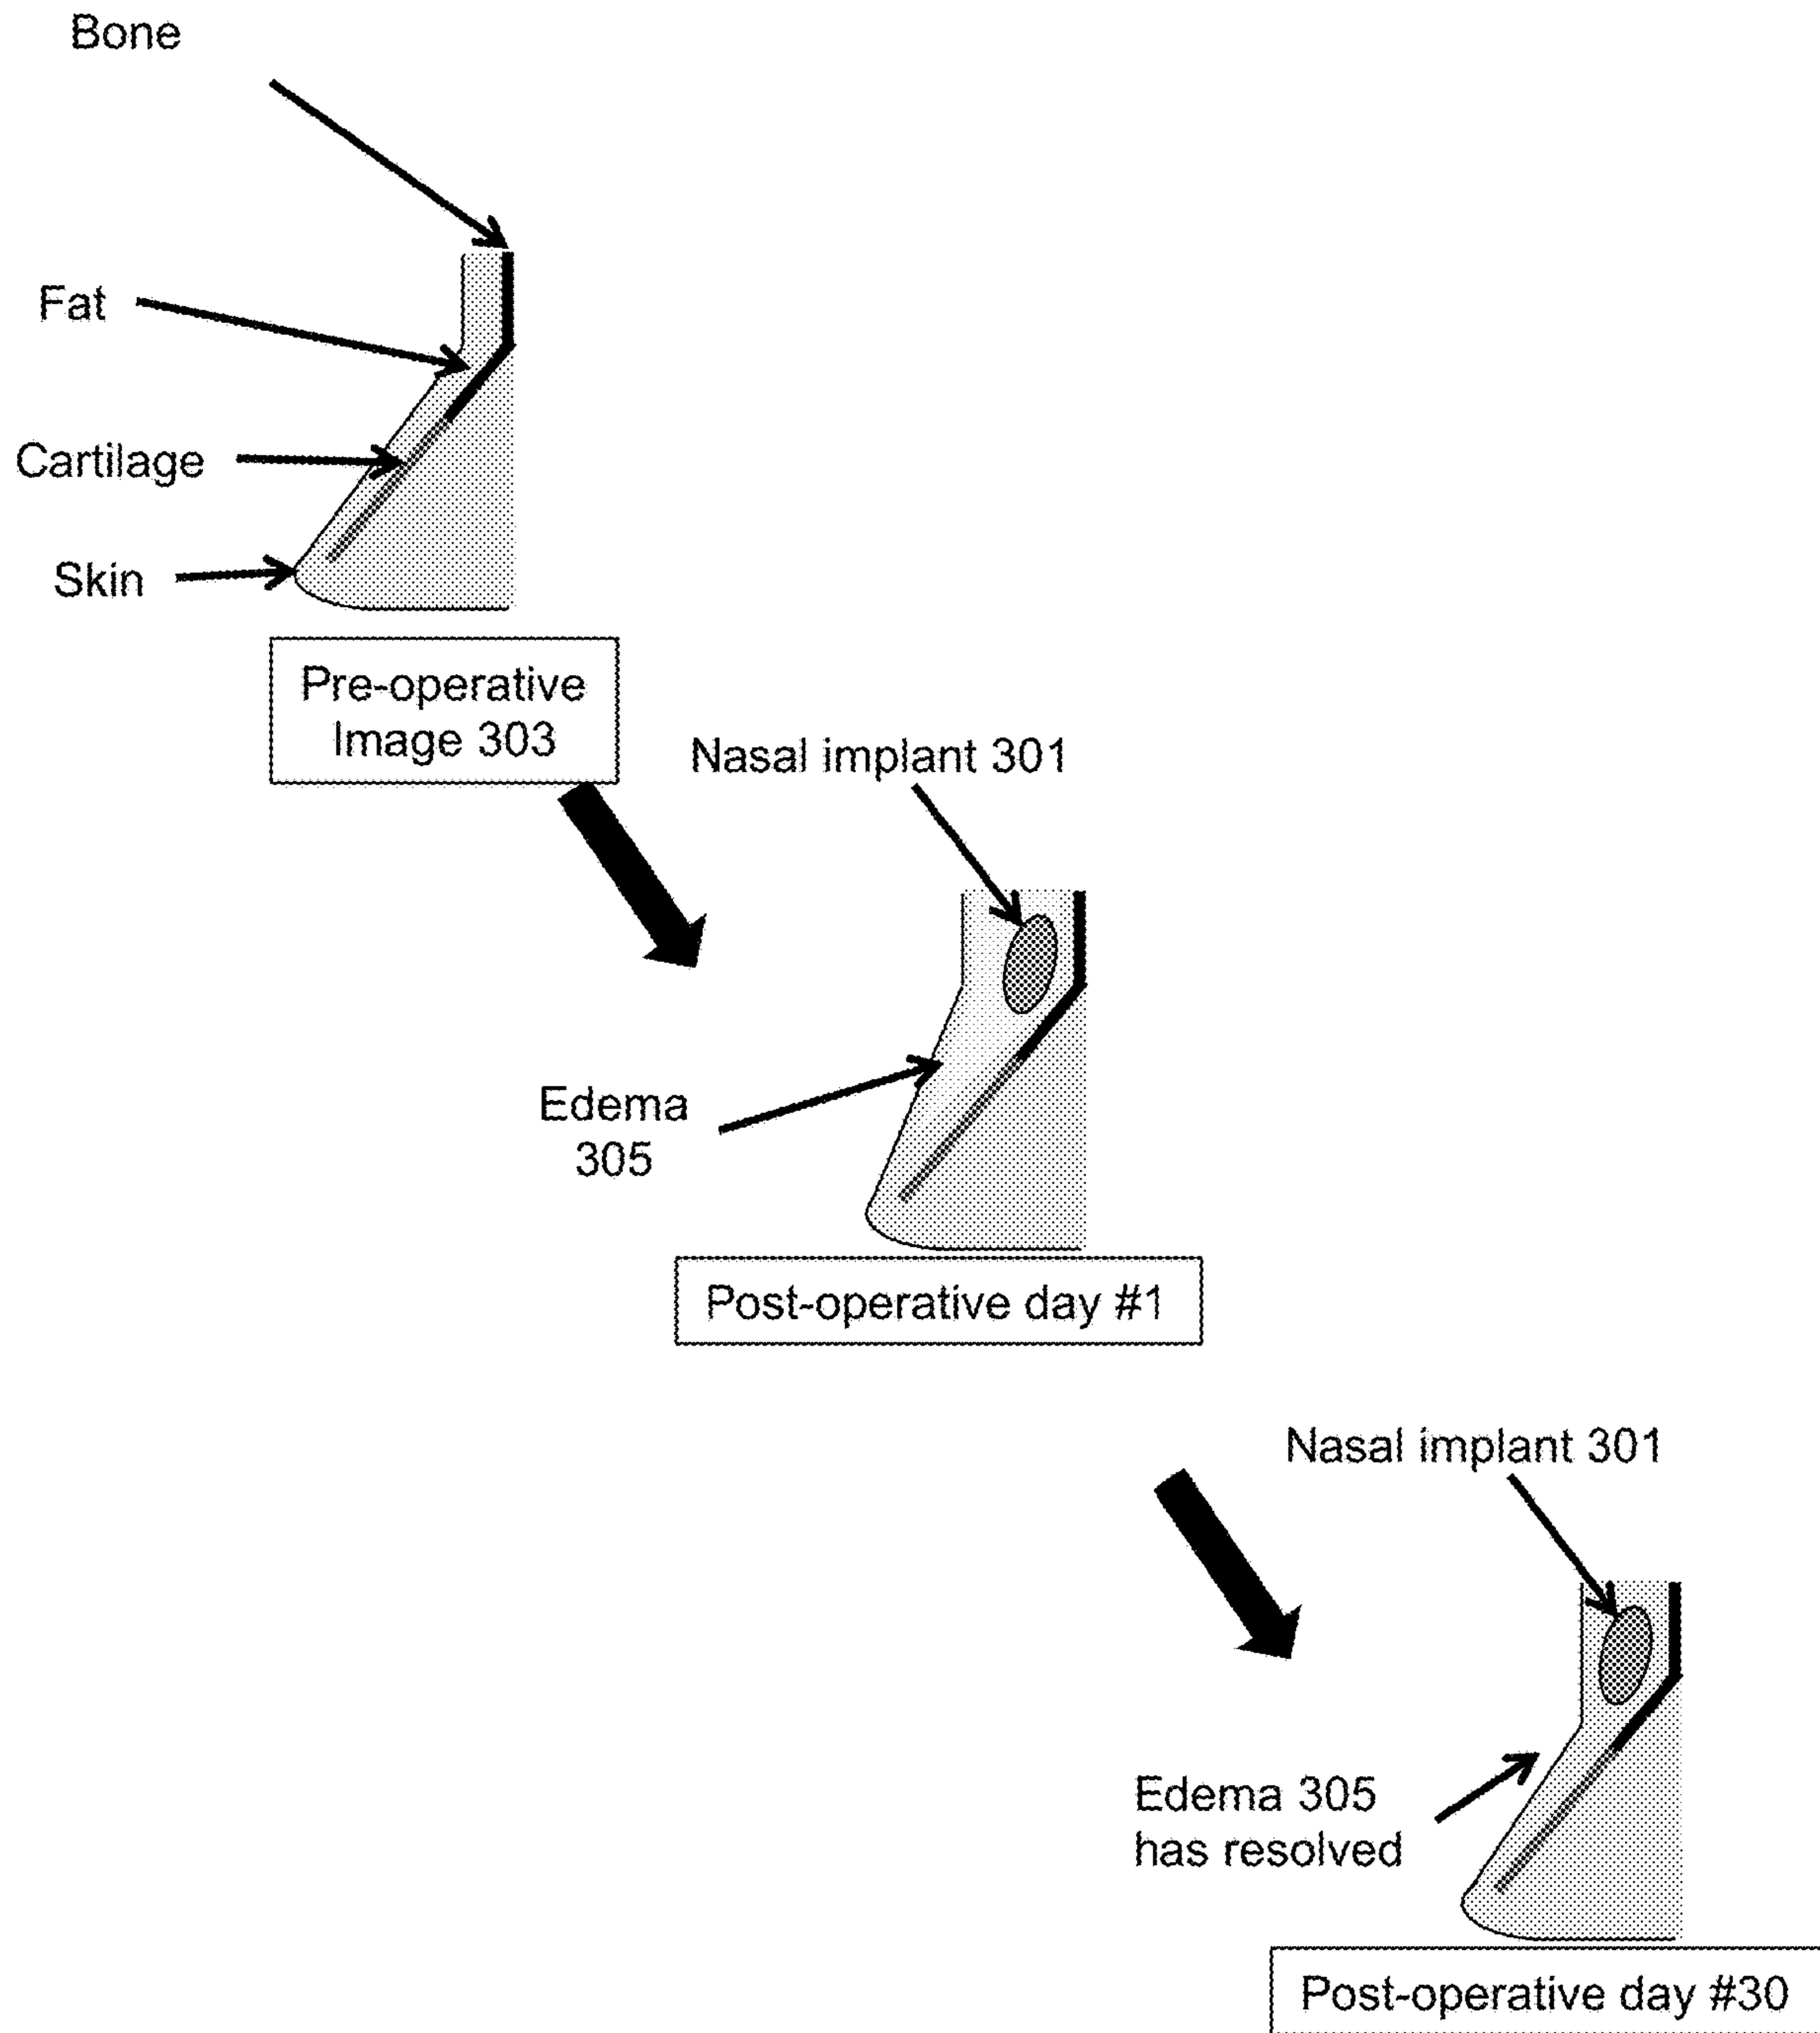 Bone
Fat
Cartilage
Skin
Pre-operative
Image 303
Nasal implant 301
Edema
305
Post-operative day #1
Nasal implant 301
Edema 305
has resolved
Post-operative day #30